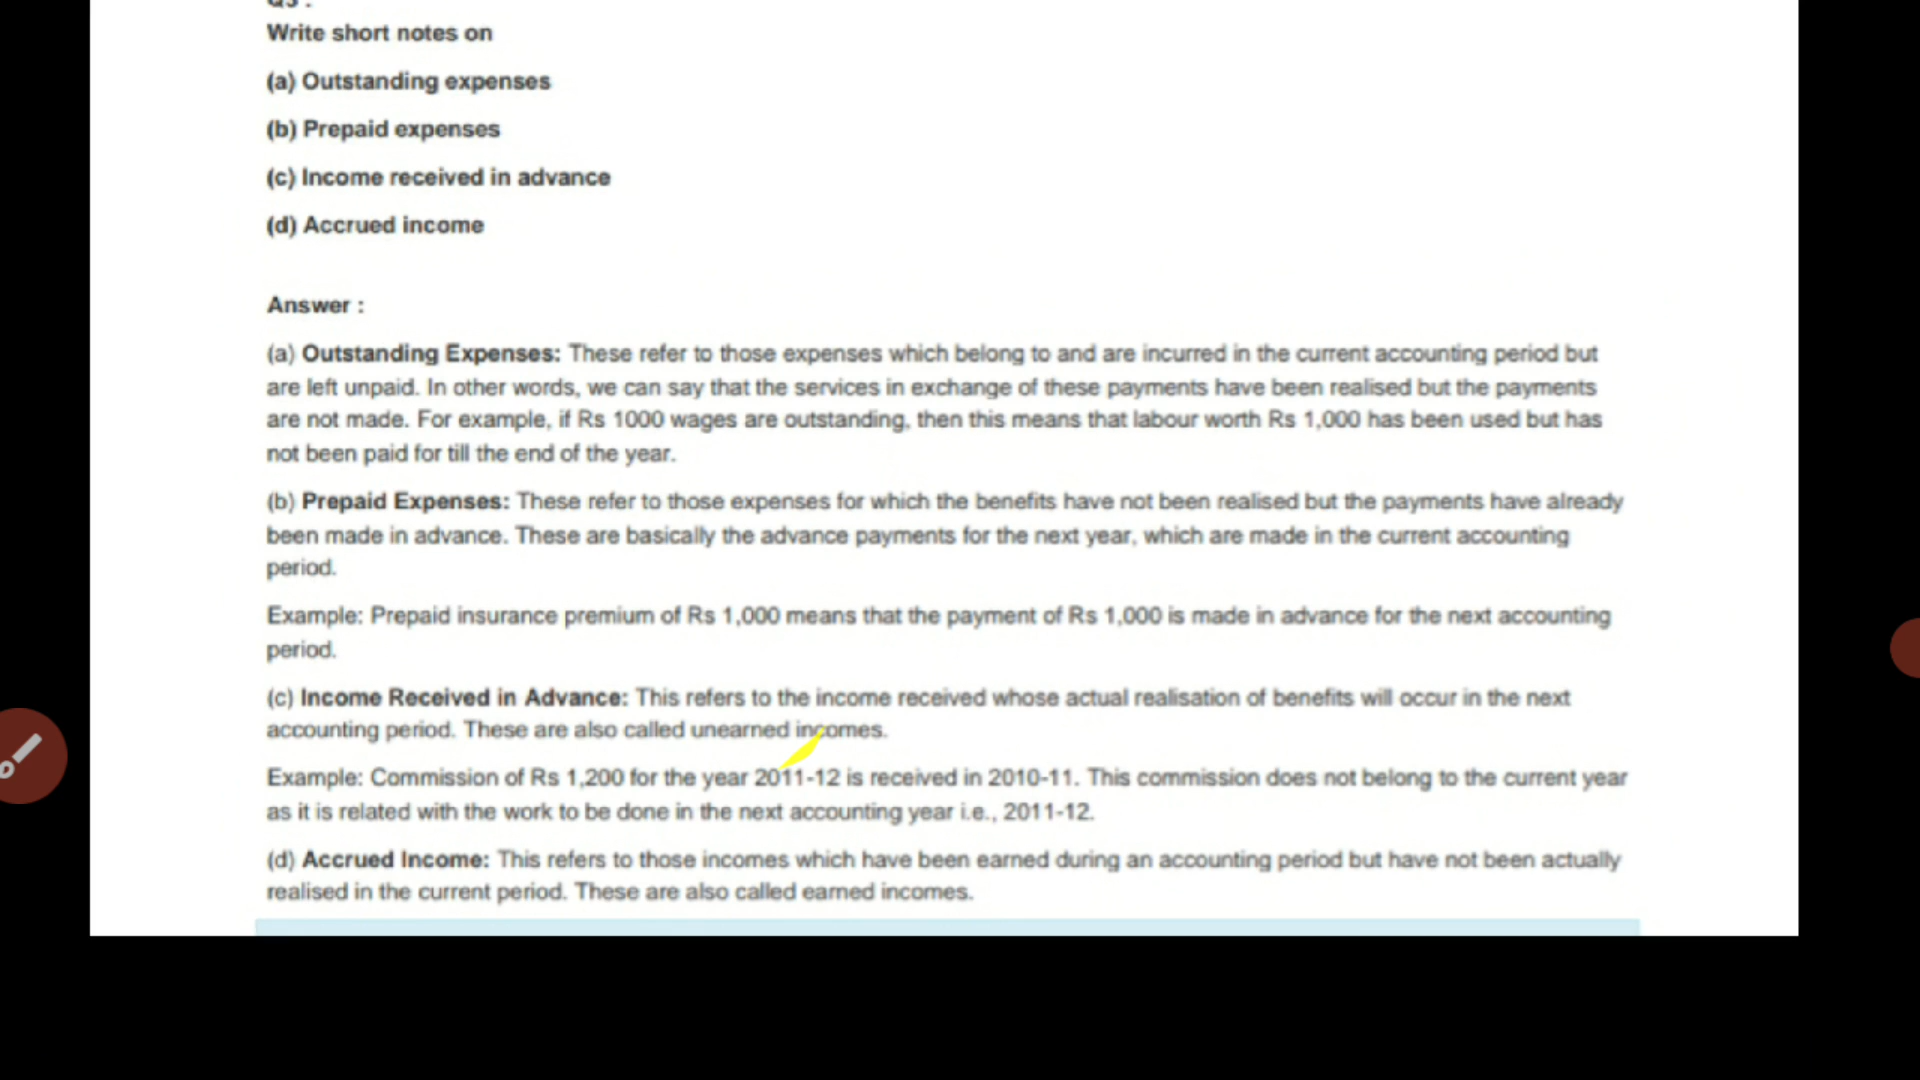 Q3 :
Write short notes on
(a) Outstanding expenses
(b) Prepaid expenses
(c) Income received in advance
(d) Accrued income
Answer :
(a) Outstanding Expenses: These refer to those expenses which belong to and are incurred in the current accounting period but
are left unpaid. In other words, we can say that the services in exchange of these payments have been realised but the payments
are not made. For example, if Rs 1000 wages are outstanding, then this means that labour worth Rs 1,000 has been used but has
not been paid for till the end of the year.
(b) Prepaid Expenses: These refer to those expenses for which the benefits have not been realised but the payments have already
been made in advance. These are basically the advance payments for the next year, which are made in the current accounting
period.
Example: Prepaid insurance premium of Rs 1,000 means that the payment of Rs 1,000 is made in advance for the next accounting
period.
(c) Income Received in Advance: This refers to the income received whose actual realisation of benefits will occur in the next
accounting period. These are also called unearned incomes.
Example: Commission of Rs 1,200 for the year 2011-12 is received in 2010-11. This commission does not belong to the current year
as it is related with the work to be done in the next accounting year i.e., 2011-12.
(d) Accrued Income: This refers to those incomes which have been earned during an accounting period but have not been actually
realised in the current period. These are also called earned incomes.